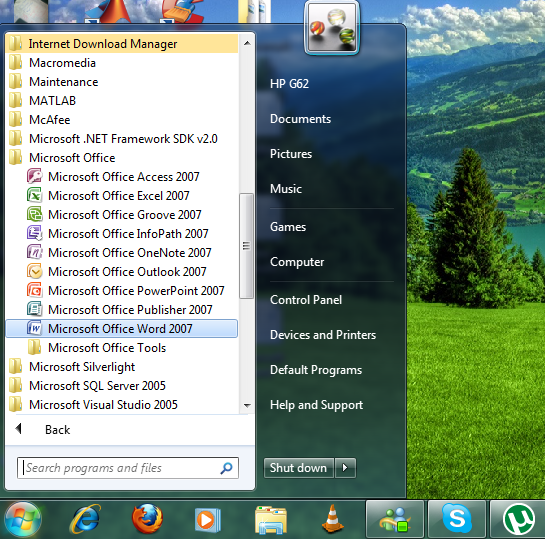 Internet Download Manager
Macromedia
Maintenance
MATLAB
McAfee
Microsoft .NET Framework SDK v2.0
Microsoft Office
Microsoft Office Access 2007
Microsoft Office Excel 2007
Microsoft Office Groove 2007
Microsoft Office InfoPath 2007
Microsoft Office OneNote 2007
Microsoft Office Outlook 2007
Microsoft Office PowerPoint 2007
Microsoft Office Publisher 2007
Microsoft Office Word 2007
Microsoft Office Tools
Microsoft Silverlight
Microsoft SQL Server 2005
Microsoft Visual Studio 2005
Back
Search programs and files
HP G62
Documents
Pictures
Music
Games
Computer
Control Panel
Devices and Printers
Default Programs
Help and Support
Shut down